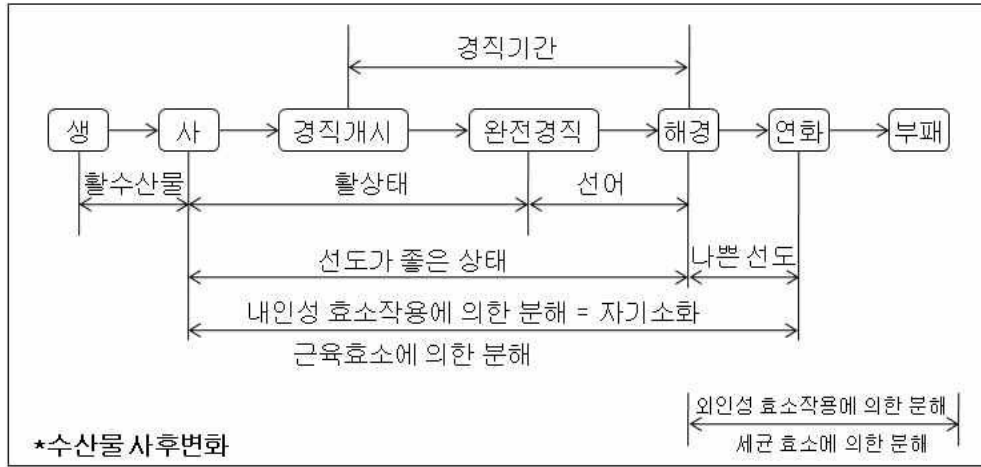 경직기간
생 사 경직개시 완전경직 해경 연화 부패
활수산물 활상태 선어
선도가 좋은 상태 나쁜 선도
내인성 효소작용에 의한 분해 = 자기소화
근육효소에 의한 분해
외인성 효소작용에 의한 분해
*수산물 사후변화 세균 효소에 의한 분해